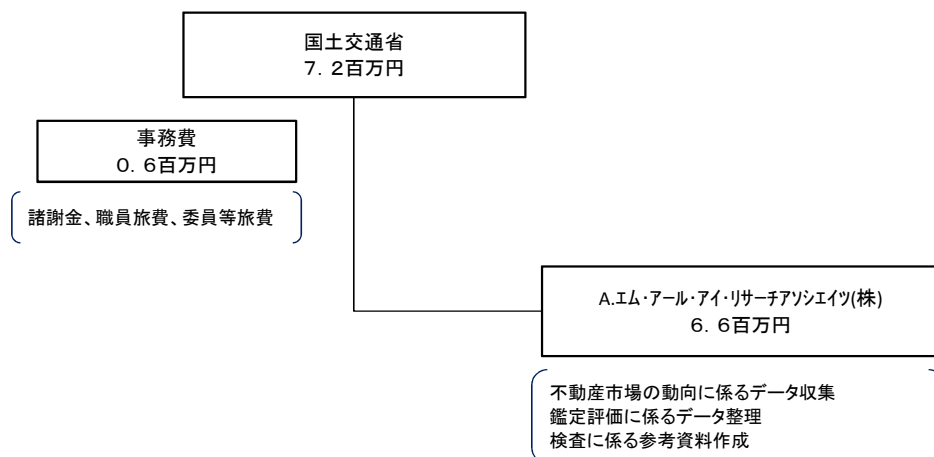 国土交通省
７．２百万円
事務費
０．６百万円
諸謝金、職員旅費、委員等旅費
A.エム・アール・アイ・リサーチアソシエイツ(株)
６．６百万円
不動産市場の動向に係るデータ収集
鑑定評価に係るデータ整理
検査に係る参考資料作成